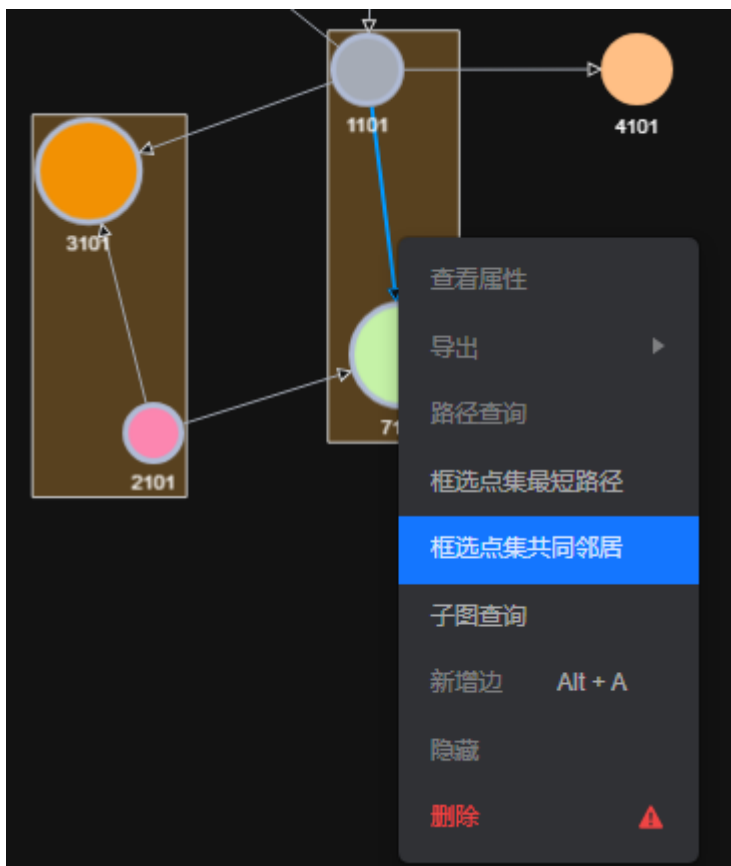 1101
4101
3101
2101
查看属性
导出
路径查询
框选点集最短路径
框选点集共同邻居
子图查询
新增边 Alt + A
隐藏
删除